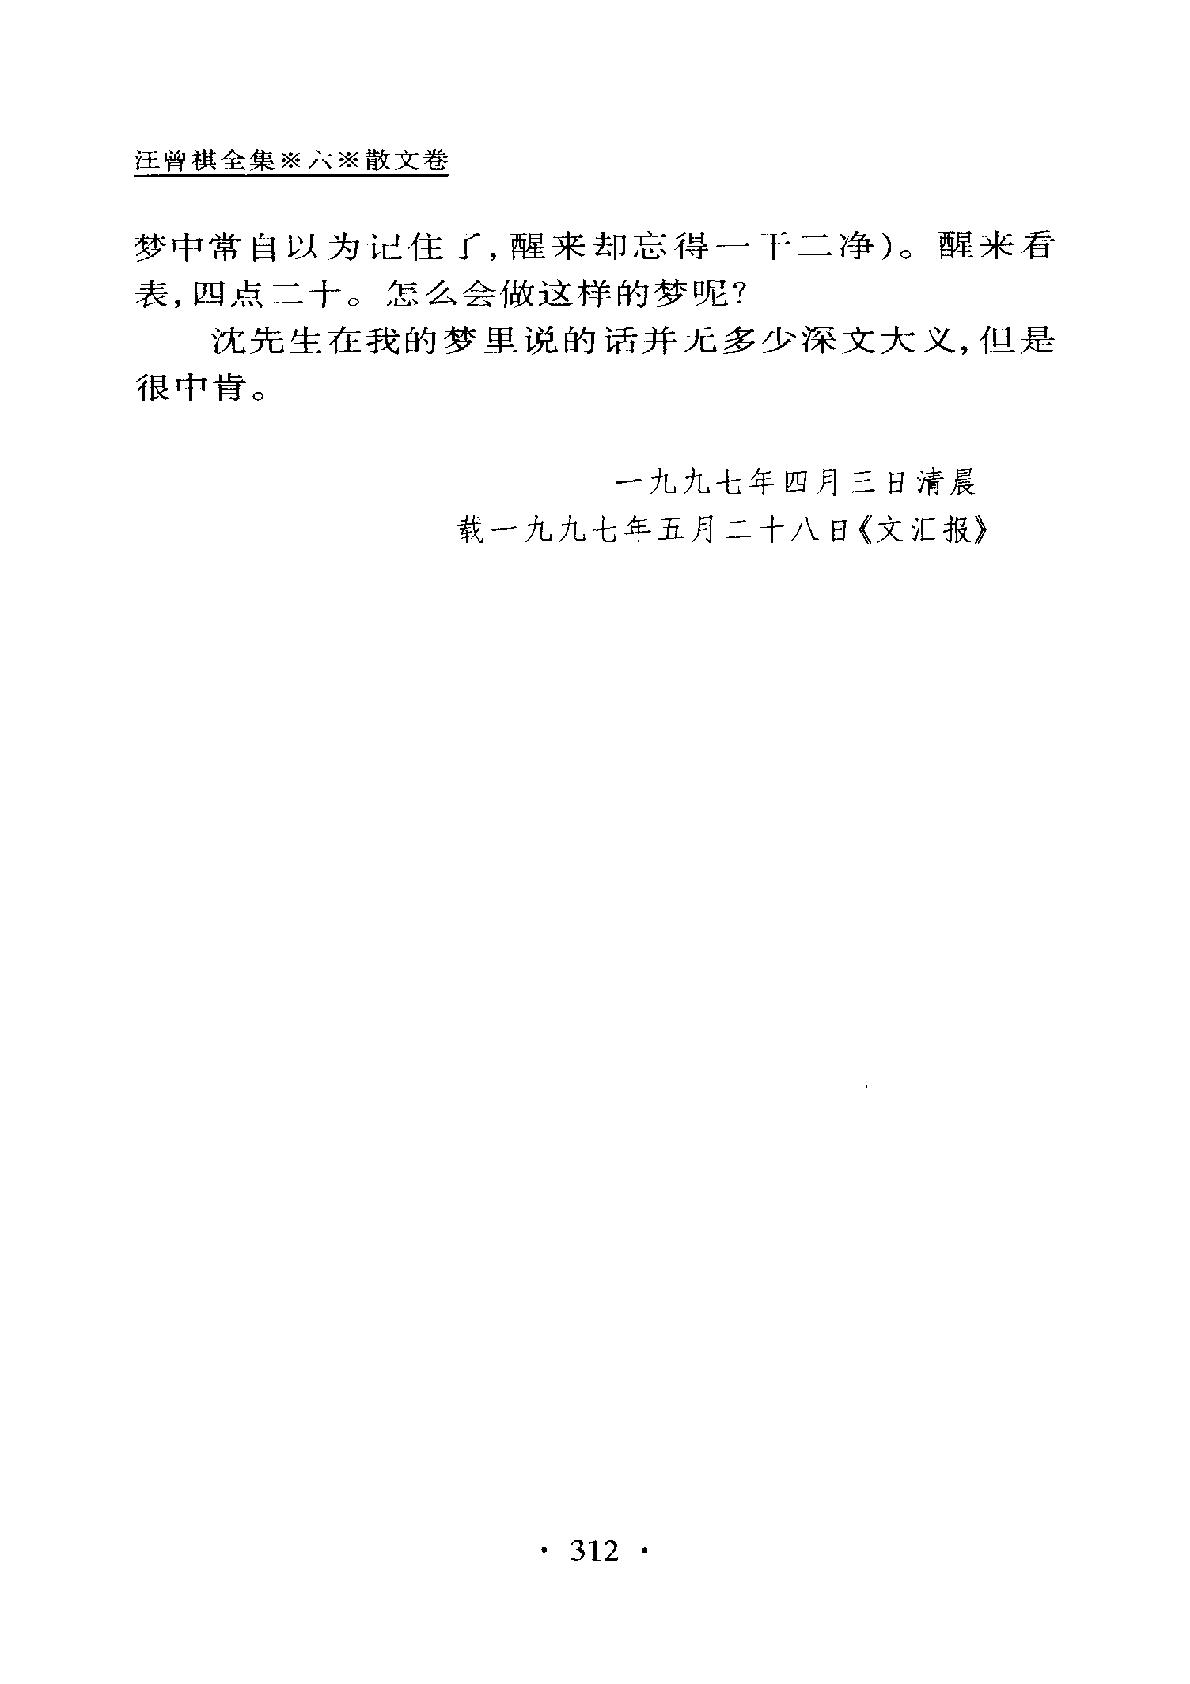 汪曾祺全集※六※散文卷
梦中常自以为记住了,醒来却忘得一干二净)。醒来看
表,四点二十。怎么会做这样的梦呢?
沈先生在我的梦里说的话并无多少深文大义,但是
很中肯。
一九九七年四月三日清晨
载一九九七年五月二十八日《文汇报》
· 312 ·